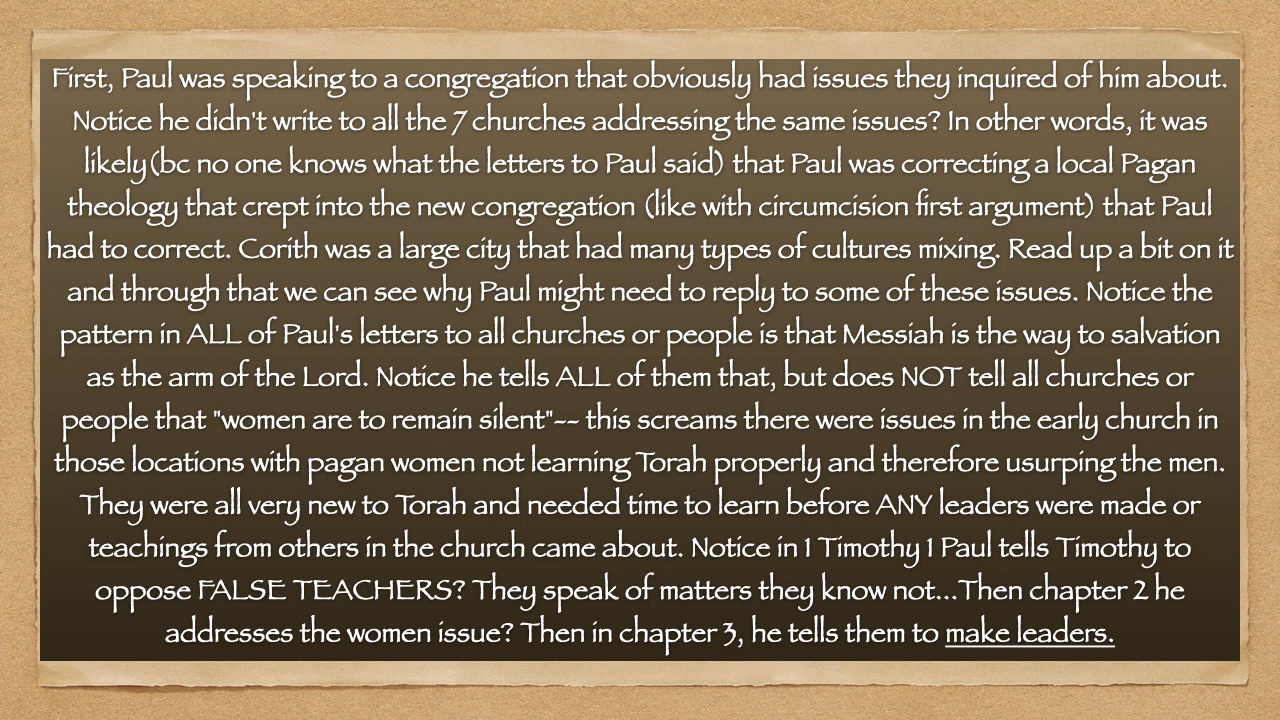 First, Paul was speaking to a congregation that obviously had issues they inquired of him about.
Notice he didn't write to all the 7 churches addressing the same issues? In other words, it was
likely(bc no one knows what the letters to Paul said) that Paul was correcting a local Pagan
theology that crept into the new congregation (like with circumcision first argument) that Paul
had to correct. Corith was a large city that had many types of cultures mixing. Read up a bit on it
and through that we can see why Paul might need to reply to some of these issues. Notice the
pattern in ALL of Paul's letters to all churches or people is that Messiah is the way to salvation
as the arm of the Lord. Notice he tells ALL of them that, but does NOT tell all churches or
people that "women are to remain silent"-- this screams there were issues in the early church in
those locations with pagan women not learning Torah properly and therefore usurping the men.
They were all very new to Torah and needed time to learn before ANY leaders were made or
teachings from others in the church came about. Notice in 1 Timothy 1 Paul tells Timothy to
oppose FALSE TEACHERS? They speak of matters they know not...Then chapter 2 he
addresses the women issue? Then in chapter 3, he tells them to make leaders.